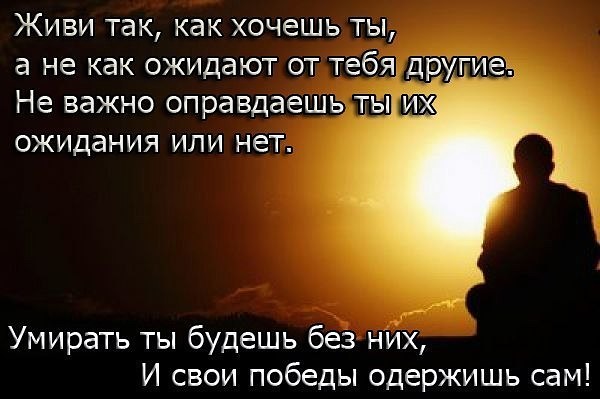 Живи так, как хочешь ты,
а не как ожидают от тебя другие.
Не важно оправдаешь ты их
ожидания или нет.
Умирать ты будешь без них,
И свои победы одержишь сам!